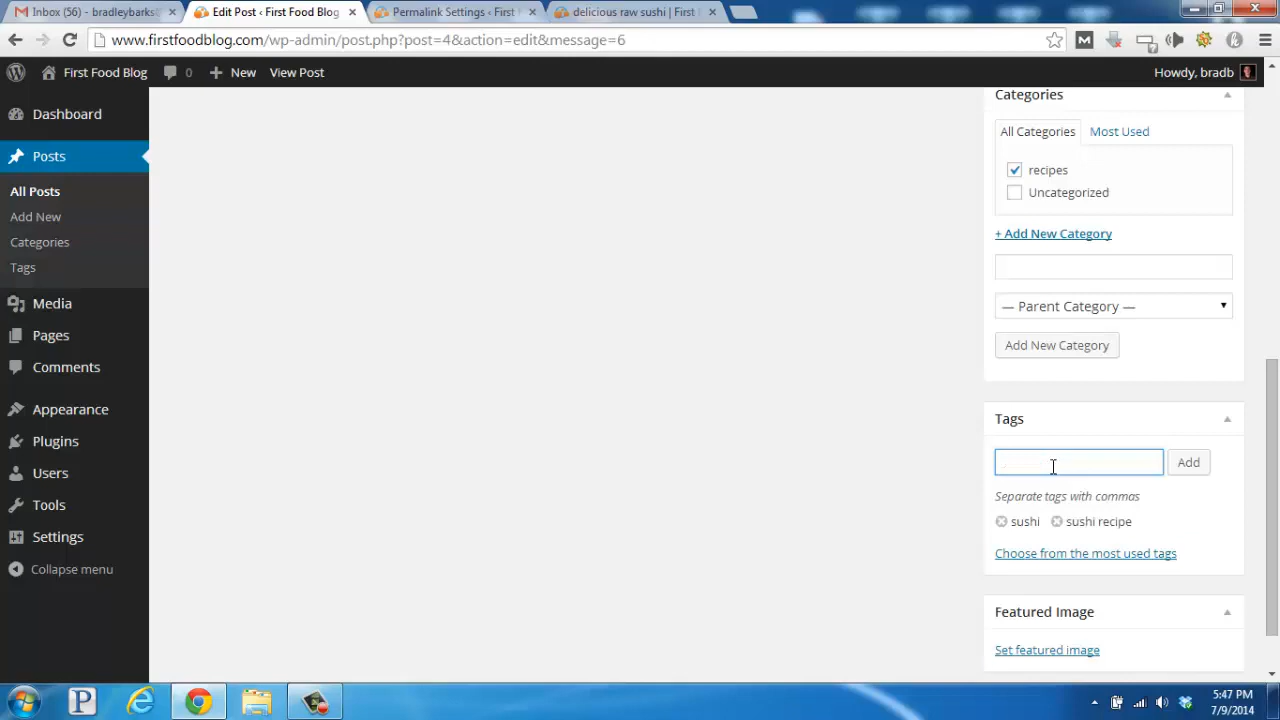 Inbox (56) - bradleybarks
Edit Post ‹ First Food Blog
Permalink Settings ‹ First
delicious raw sushi | First
www.firstfoodblog.com/wp-admin/post.php?post=4&action=edit&message=6
First Food Blog 0 New View Post Howdy, bradb
Dashboard
Posts
All Posts
Add New
Categories
Tags
Media
Pages
Comments
Appearance
Plugins
Users
Tools
Settings
Collapse menu
Categories
All Categories Most Used
recipes
Uncategorized
+ Add New Category
— Parent Category —
Add New Category
Tags
Add
Separate tags with commas
sushi sushi recipe
Choose from the most used tags
Featured Image
Set featured image
5:47 PM
7/9/2014